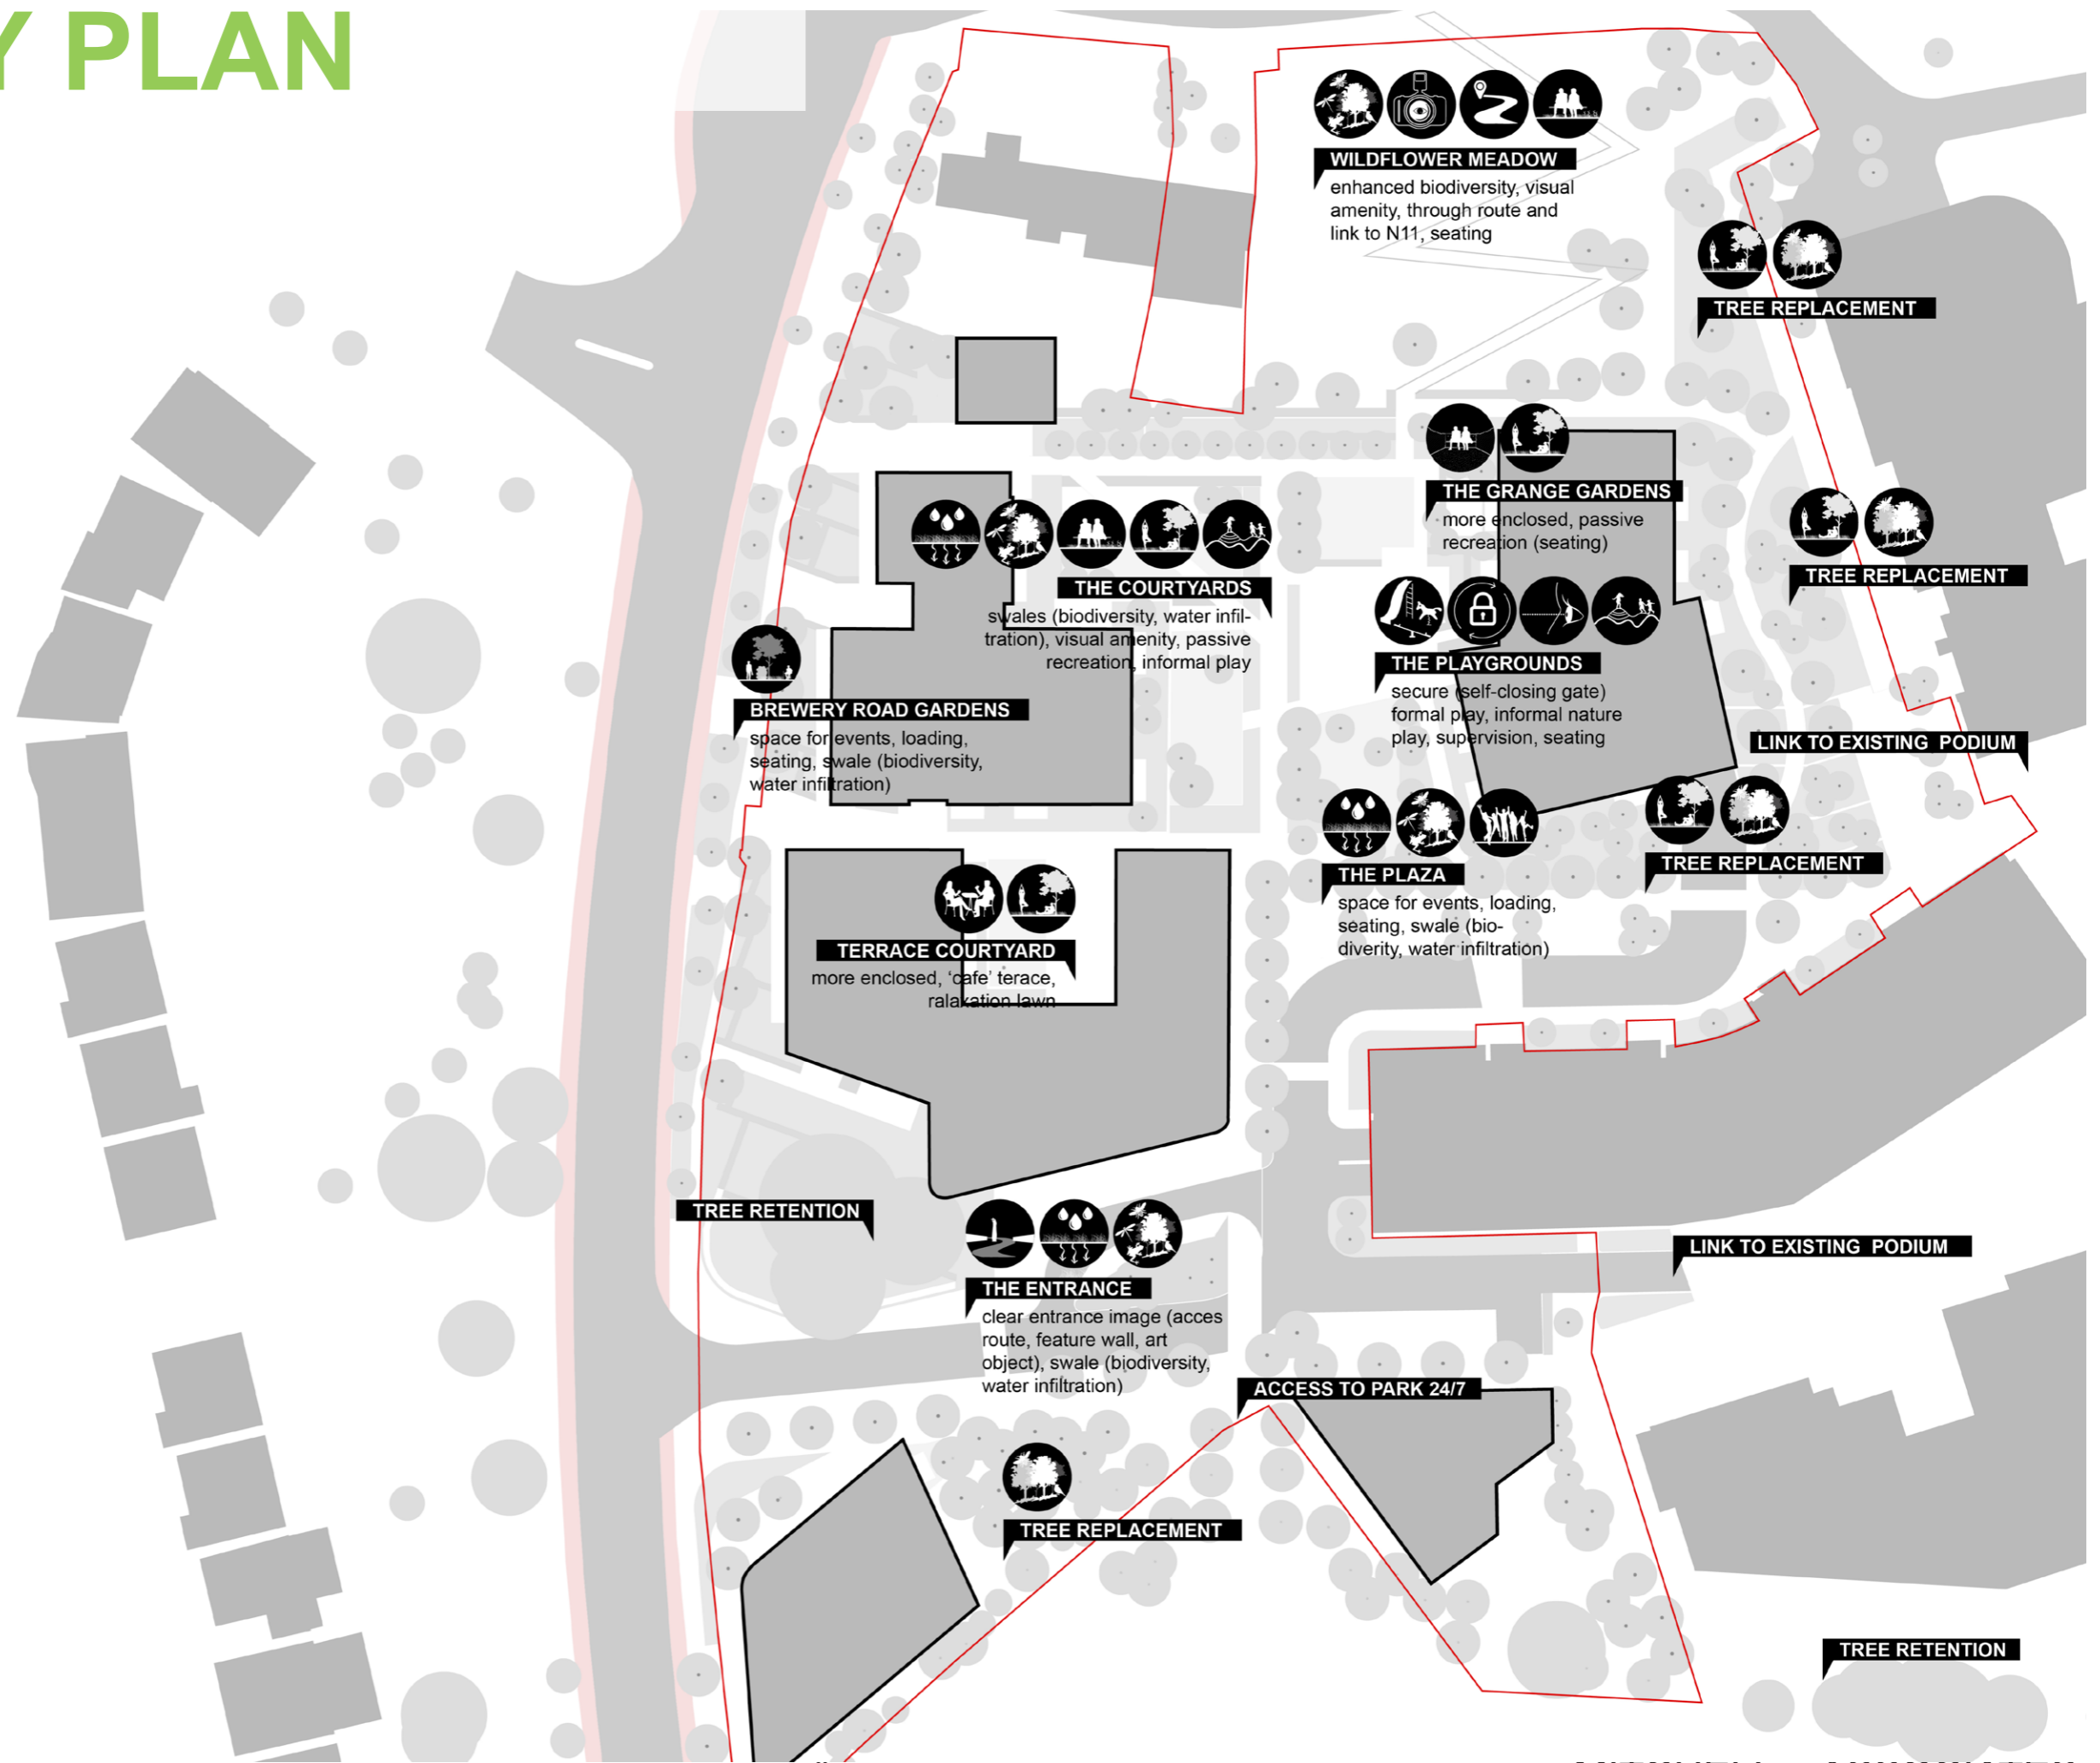 Y PLAN
WILDFLOWER MEADOW
enhanced biodiversity, visual
amenity, through route and
link to N11, seating
TREE REPLACEMENT
THE GRANGE GARDENS
more enclosed, passive
recreation (seating)
TREE REPLACEMENT
THE COURTYARDS
swales (biodiversity, water infil-
tration), visual amenity, passive
recreation, informal play
THE PLAYGROUNDS
secure (self-closing gate)
formal play, informal nature
play, supervision, seating
BREWERY ROAD GARDENS
space for events, loading,
seating, swale (biodiversity,
water infiltration)
LINK TO EXISTING PODIUM
TREE REPLACEMENT
THE PLAZA
space for events, loading,
seating, swale (bio-
diverity, water infiltration)
TERRACE COURTYARD
more enclosed, 'cafe' terace,
ralaxation lawn
TREE RETENTION
LINK TO EXISTING PODIUM
THE ENTRANCE
clear entrance image (acces
route, feature wall, art
object), swale (biodiversity,
water infiltration)
ACCESS TO PARK 24/7
TREE REPLACEMENT
TREE RETENTION